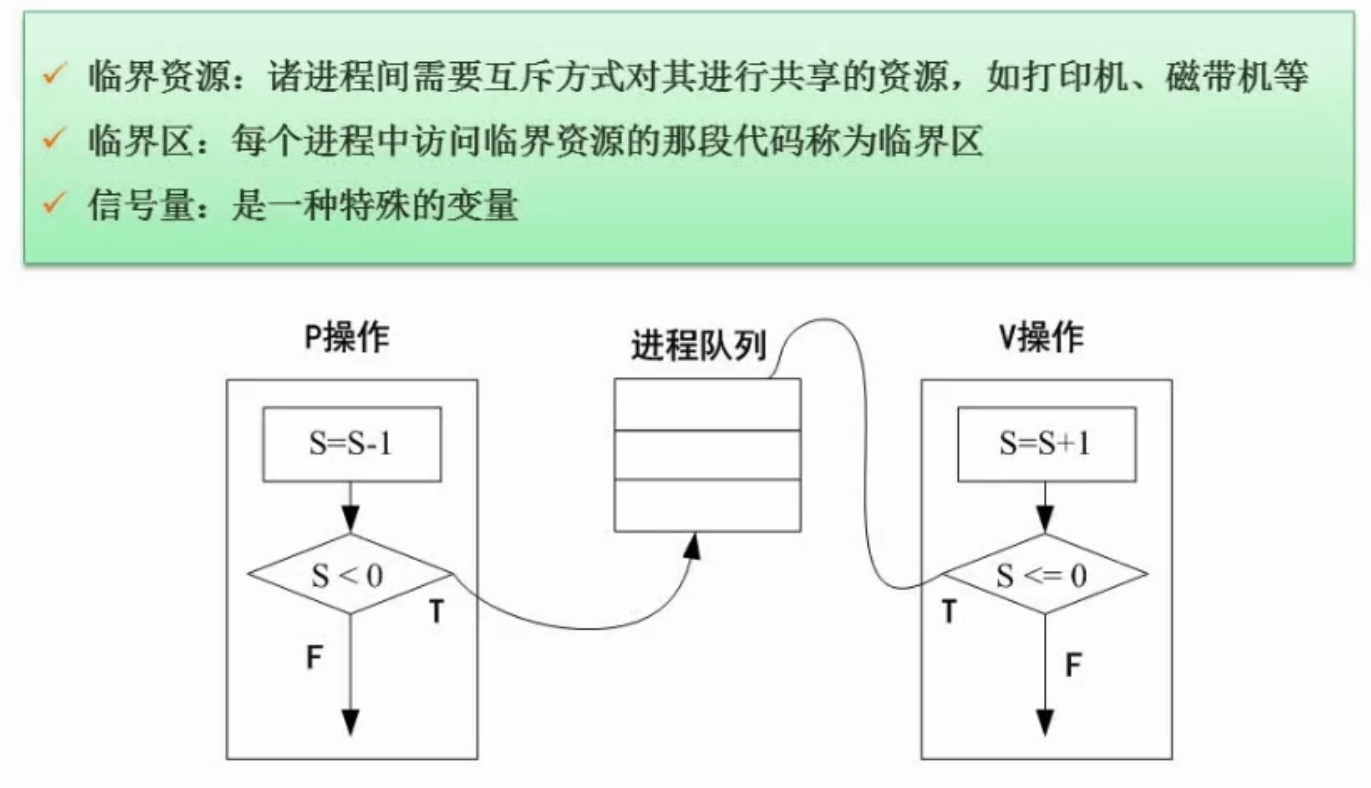 临界资源：诸进程间需要互斥方式对其进行共享的资源，如打印机、磁带机等
临界区：每个进程中访问临界资源的那段代码称为临界区
信号量：是一种特殊的变量
P操作
进程队列
V操作
S=S-1
S=S+1
S < 0
S <= 0
T
T
F
F